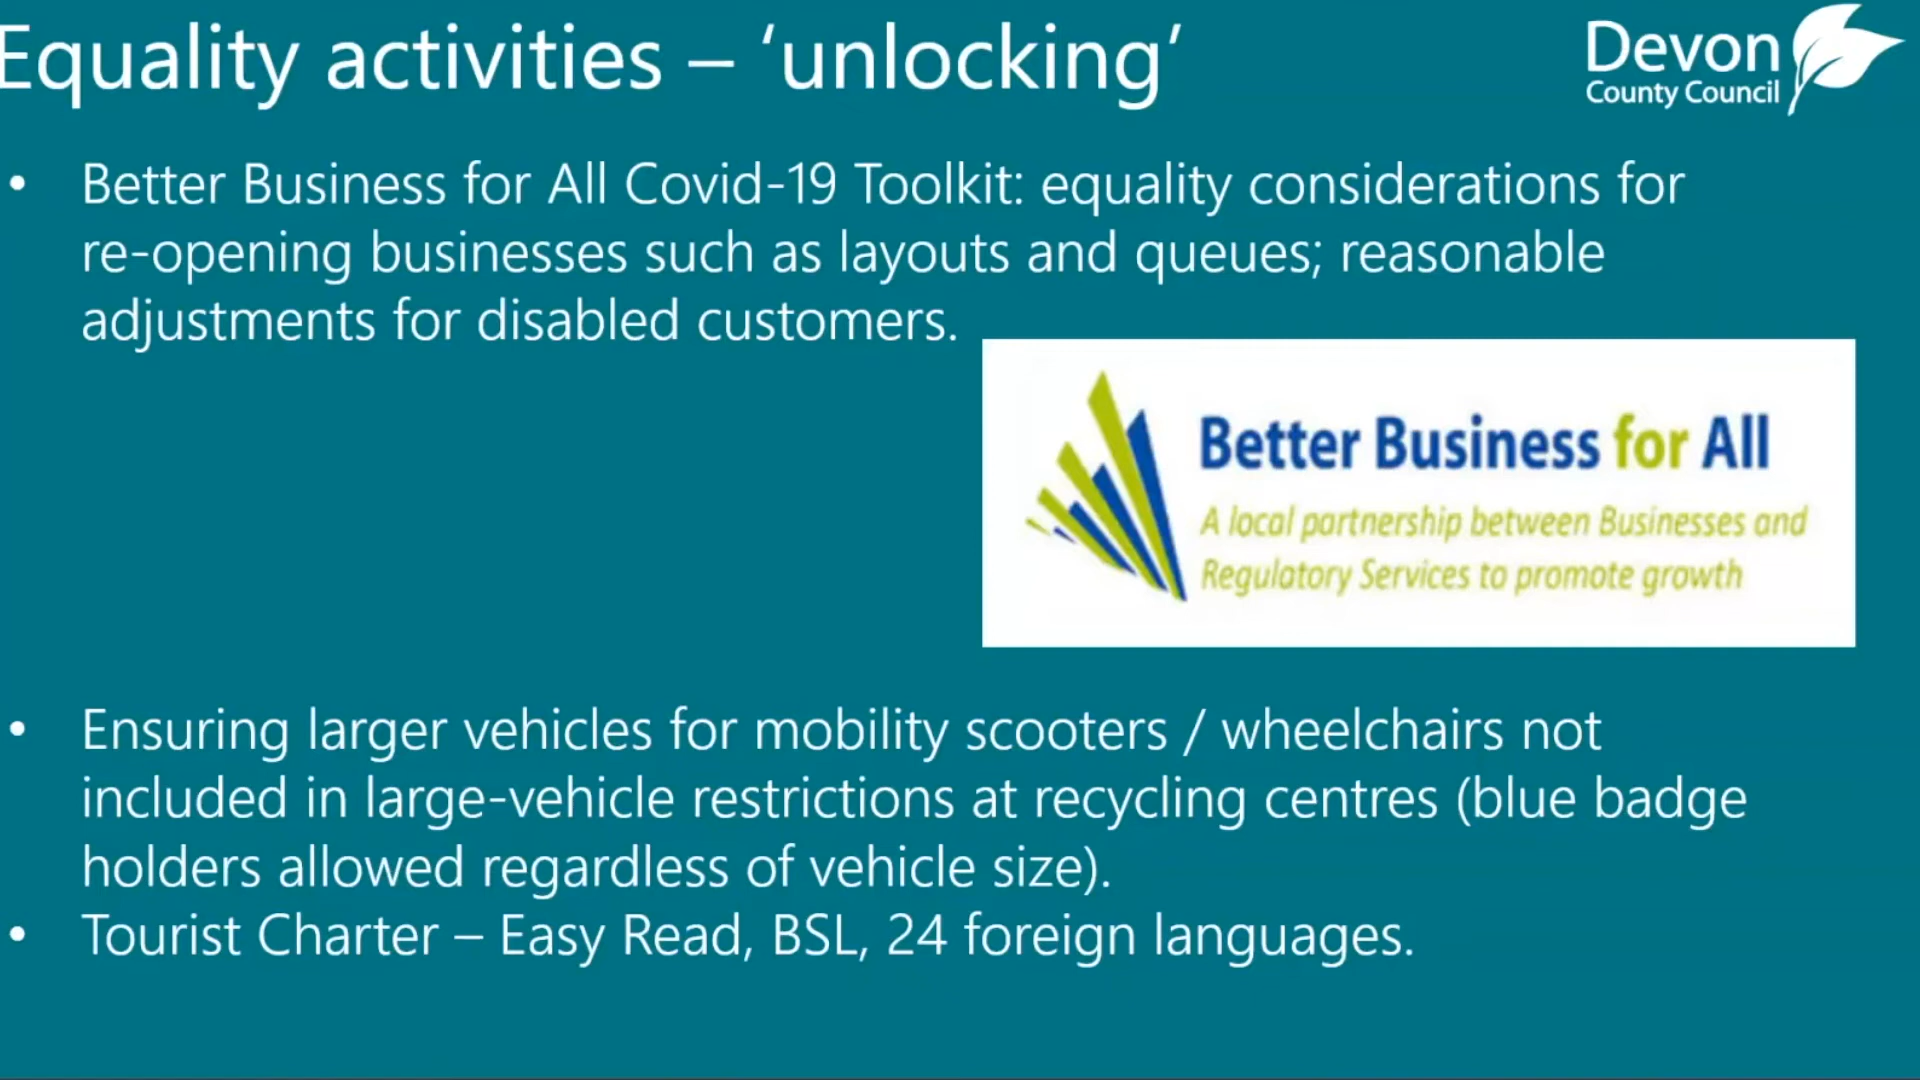 Equality activities – ‘unlocking’
Devon
County Council
• Better Business for All Covid-19 Toolkit: equality considerations for
re-opening businesses such as layouts and queues; reasonable
adjustments for disabled customers.
Better Business for All
A local partnership between Businesses and
Regulatory Services to promote growth
• Ensuring larger vehicles for mobility scooters / wheelchairs not
included in large-vehicle restrictions at recycling centres (blue badge
holders allowed regardless of vehicle size).
• Tourist Charter – Easy Read, BSL, 24 foreign languages.